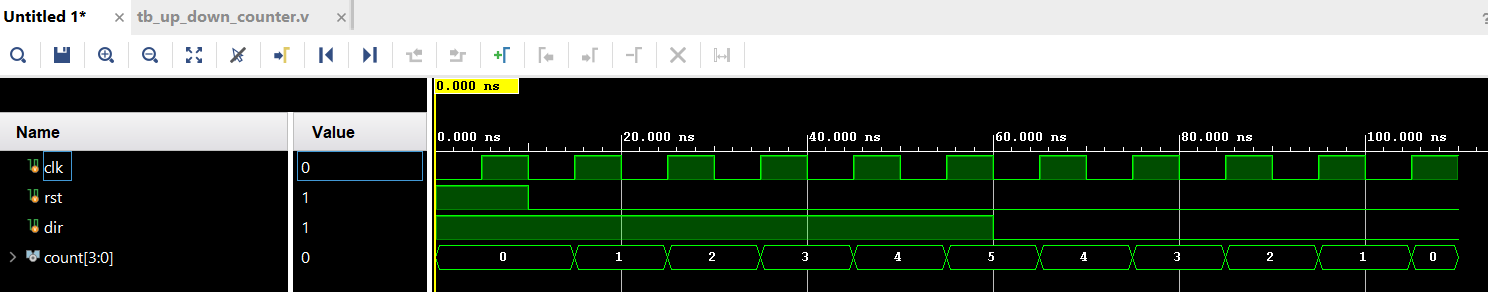 Untitled 1* × tb_up_down_counter.v ×
?
0.000 ns
Name Value
0.000 ns 20.000 ns 40.000 ns 60.000 ns 80.000 ns 100.000 ns
clk 0
rst 1
dir 1
count[3:0] 0 0 1 2 3 4 5 4 3 2 1 0